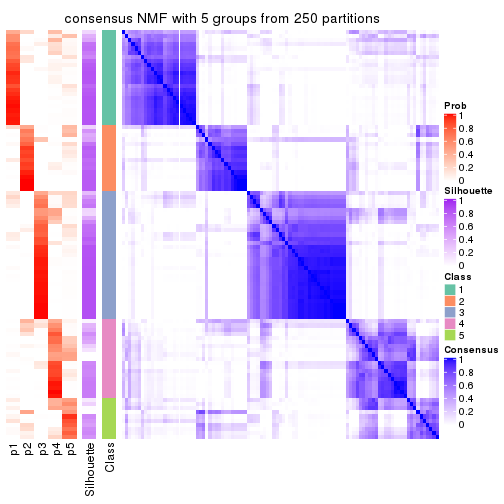 consensus NMF with 5 groups from 250 partitions
Prob
1
0.8
0.6
0.4
0.2
0
Silhouette
1
0.8
0.6
0.4
0.2
0
Class
1
2
3
4
5
Consensus
1
0.8
0.6
0.4
0.2
0
p1
p2
p3
p4
p5
Silhouette
Class